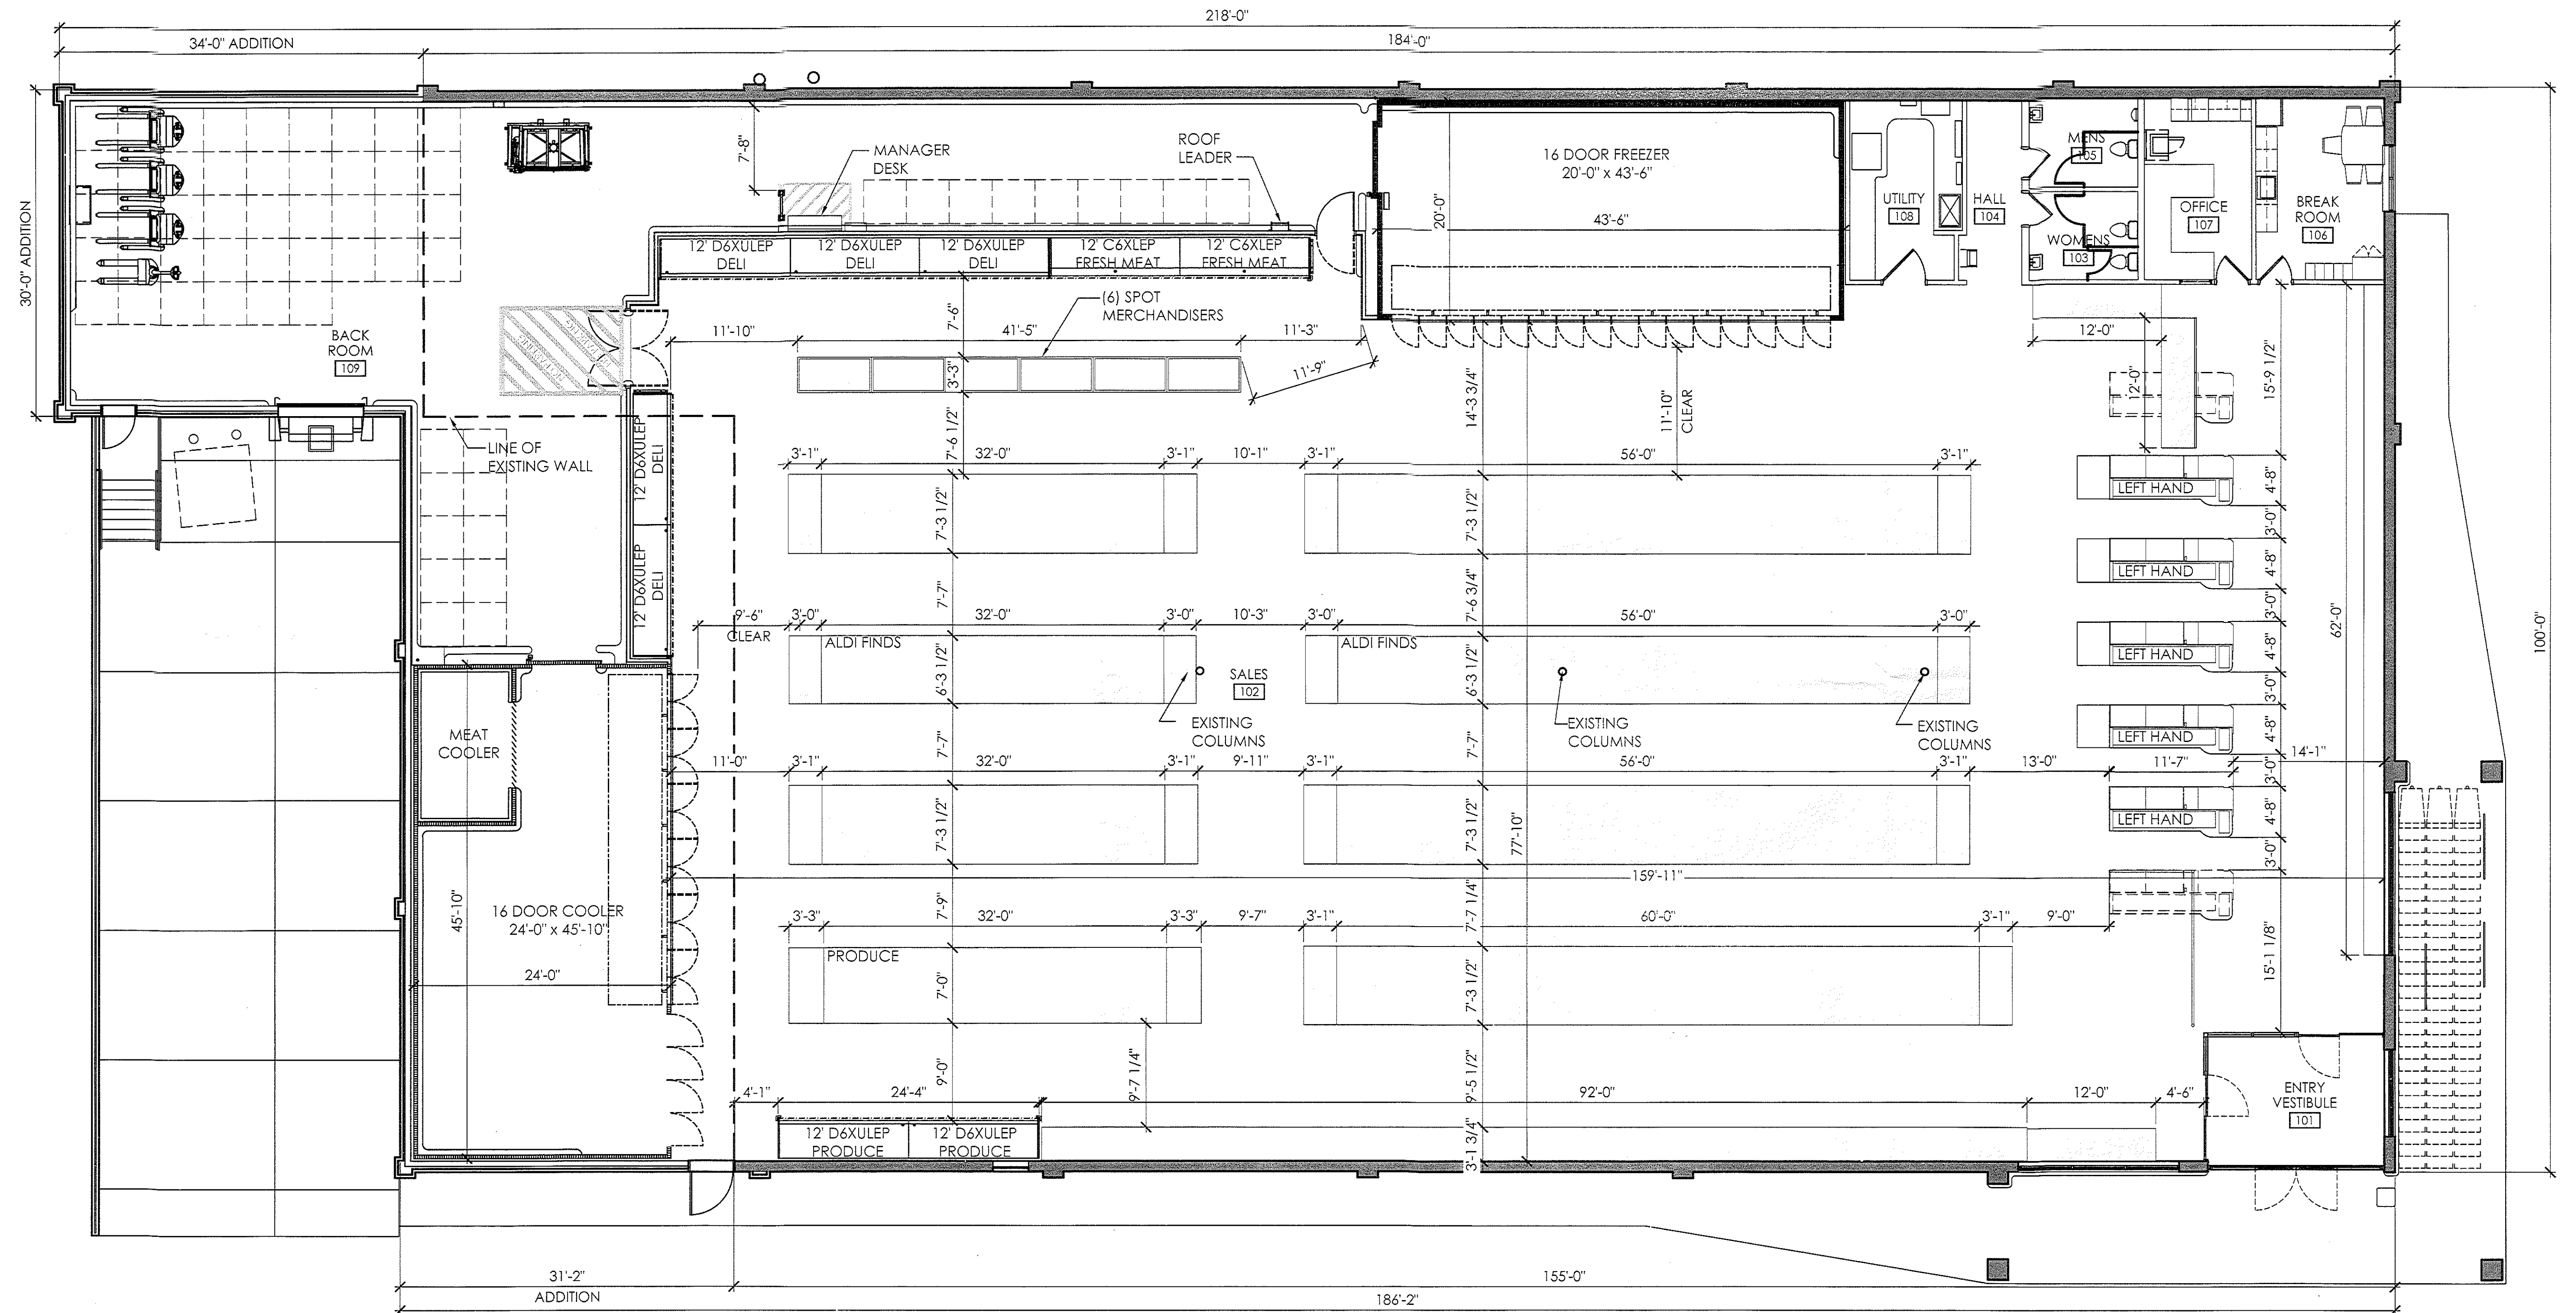 218'-0"
34'-0" ADDITION
184'-0"
30'-0" ADDITION
7'-8"
MANAGER
DESK
ROOF
LEADER
16 DOOR FREEZER
20'-0" x 43'-6"
20'-0"
43'-6"
UTILITY
108
HALL
104
MENS
105
WOMENS
103
OFFICE
107
BREAK
ROOM
106
12' D6XULEP
DELI
12' D6XULEP
DELI
12' D6XULEP
DELI
12' C6XLEP
FRESH MEAT
12' C6XLEP
FRESH MEAT
(6) SPOT
MERCHANDISERS
7'-6"
11'-10"
41'-5"
11'-3"
11'-9"
3'-3"
BACK
ROOM
109
12'-0"
12'-0"
15'-9 1/2"
14'-3 3/4"
11'-10"
CLEAR
7'-6 1/2"
LINE OF
EXISTING WALL
12' D6XULEP
DELI
12' D6XULEP
DELI
3'-1"
32'-0"
3'-1"
10'-1"
3'-1"
56'-0"
3'-1"
7'-3 1/2"
7'-3 1/2"
LEFT HAND
4'-8"
3'-0"
LEFT HAND
4'-8"
3'-0"
7'-7"
7'-6 3/4"
9'-6"
CLEAR
3'-0"
32'-0"
3'-0"
10'-3"
3'-0"
56'-0"
3'-0"
ALDI FINDS
ALDI FINDS
6'-3 1/2"
6'-3 1/2"
SALES
102
LEFT HAND
4'-8"
3'-0"
62'-0"
100'-0"
EXISTING
COLUMNS
EXISTING
COLUMNS
EXISTING
COLUMNS
MEAT
COOLER
LEFT HAND
4'-8"
7'-7"
7'-7"
14'-1"
11'-0"
3'-1"
32'-0"
3'-1"
9'-11"
3'-1"
56'-0"
3'-1"
13'-0"
11'-7"
3'-0"
7'-3 1/2"
7'-3 1/2"
77'-10"
LEFT HAND
4'-8"
3'-0"
159'-11"
45'-10"
16 DOOR COOLER
24'-0" x 45'-10"
24'-0"
7'-9"
7'-7 1/4"
3'-3"
32'-0"
3'-3"
9'-7"
3'-1"
60'-0"
3'-1"
9'-0"
PRODUCE
7'-0"
7'-3 1/2"
15'-1 1/8"
9'-0"
9'-7 1/4"
9'-5 1/2"
4'-1"
24'-4"
92'-0"
12'-0"
4'-6"
ENTRY
VESTIBULE
101
12' D6XULEP
PRODUCE
12' D6XULEP
PRODUCE
3'-1 3/4"
31'-2"
ADDITION
155'-0"
186'-2"